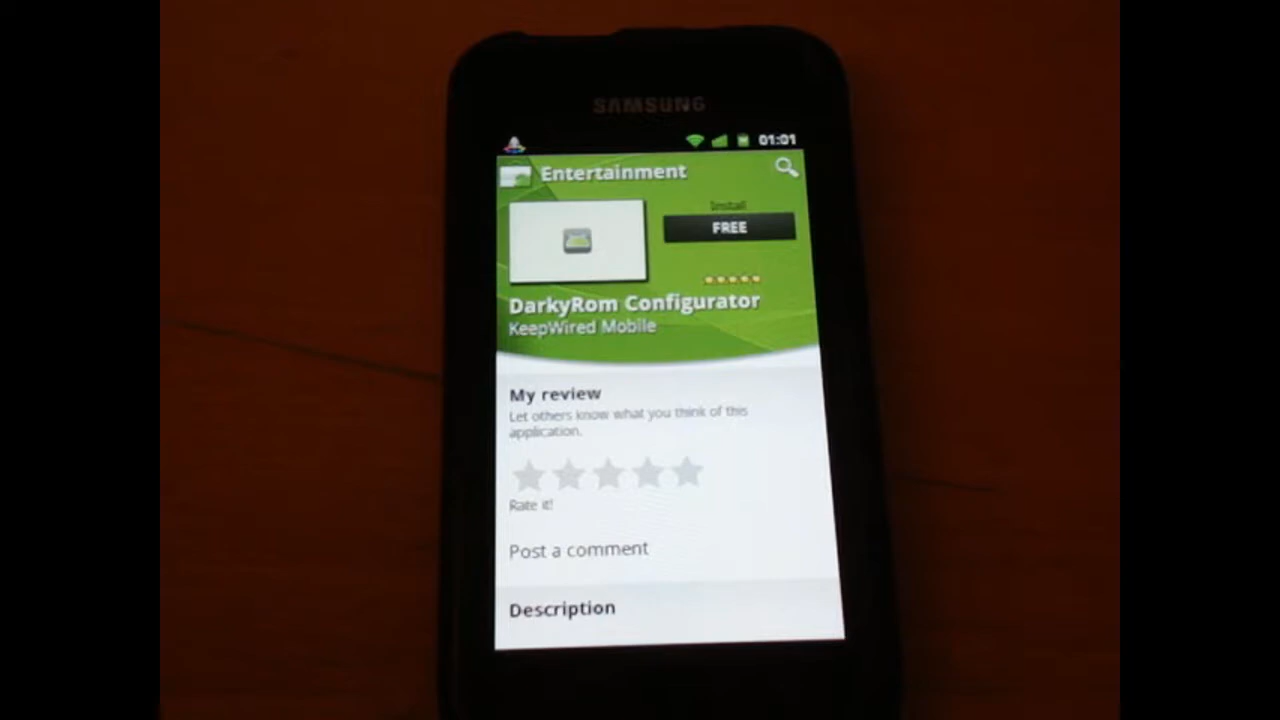 SAMSUNG
01:01
Entertainment
Install
FREE
DarkyRom Configurator
KeepWired Mobile
My review
Let others know what you think of this
application.
Rate it!
Post a comment
Description